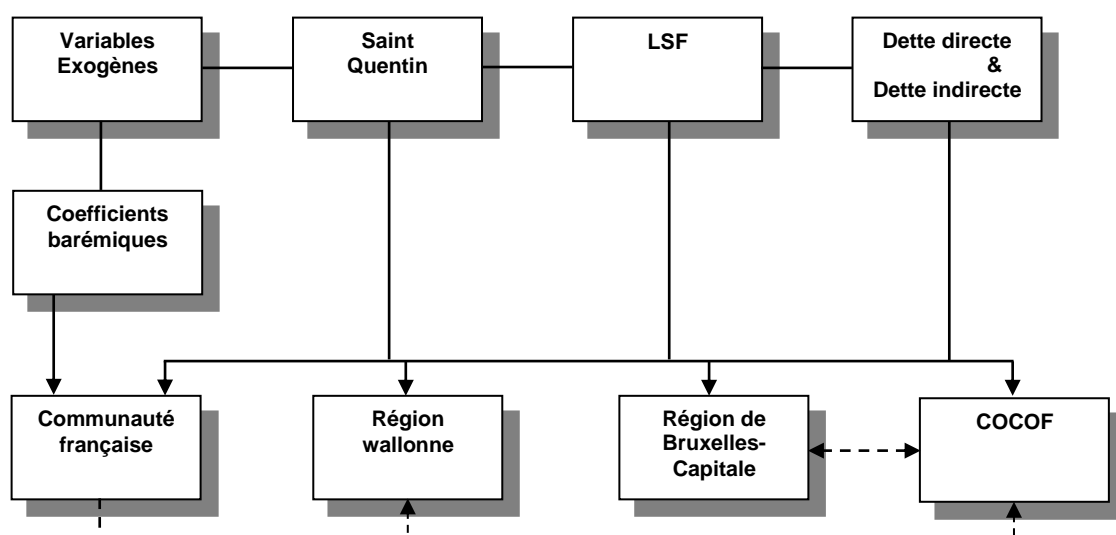 Variables
Exogènes
Saint
Quentin
LSF
Dette directe
&
Dette indirecte
Coefficients
barémiques
Communauté
française
Région
wallonne
Région de
Bruxelles-
Capitale
COCOF